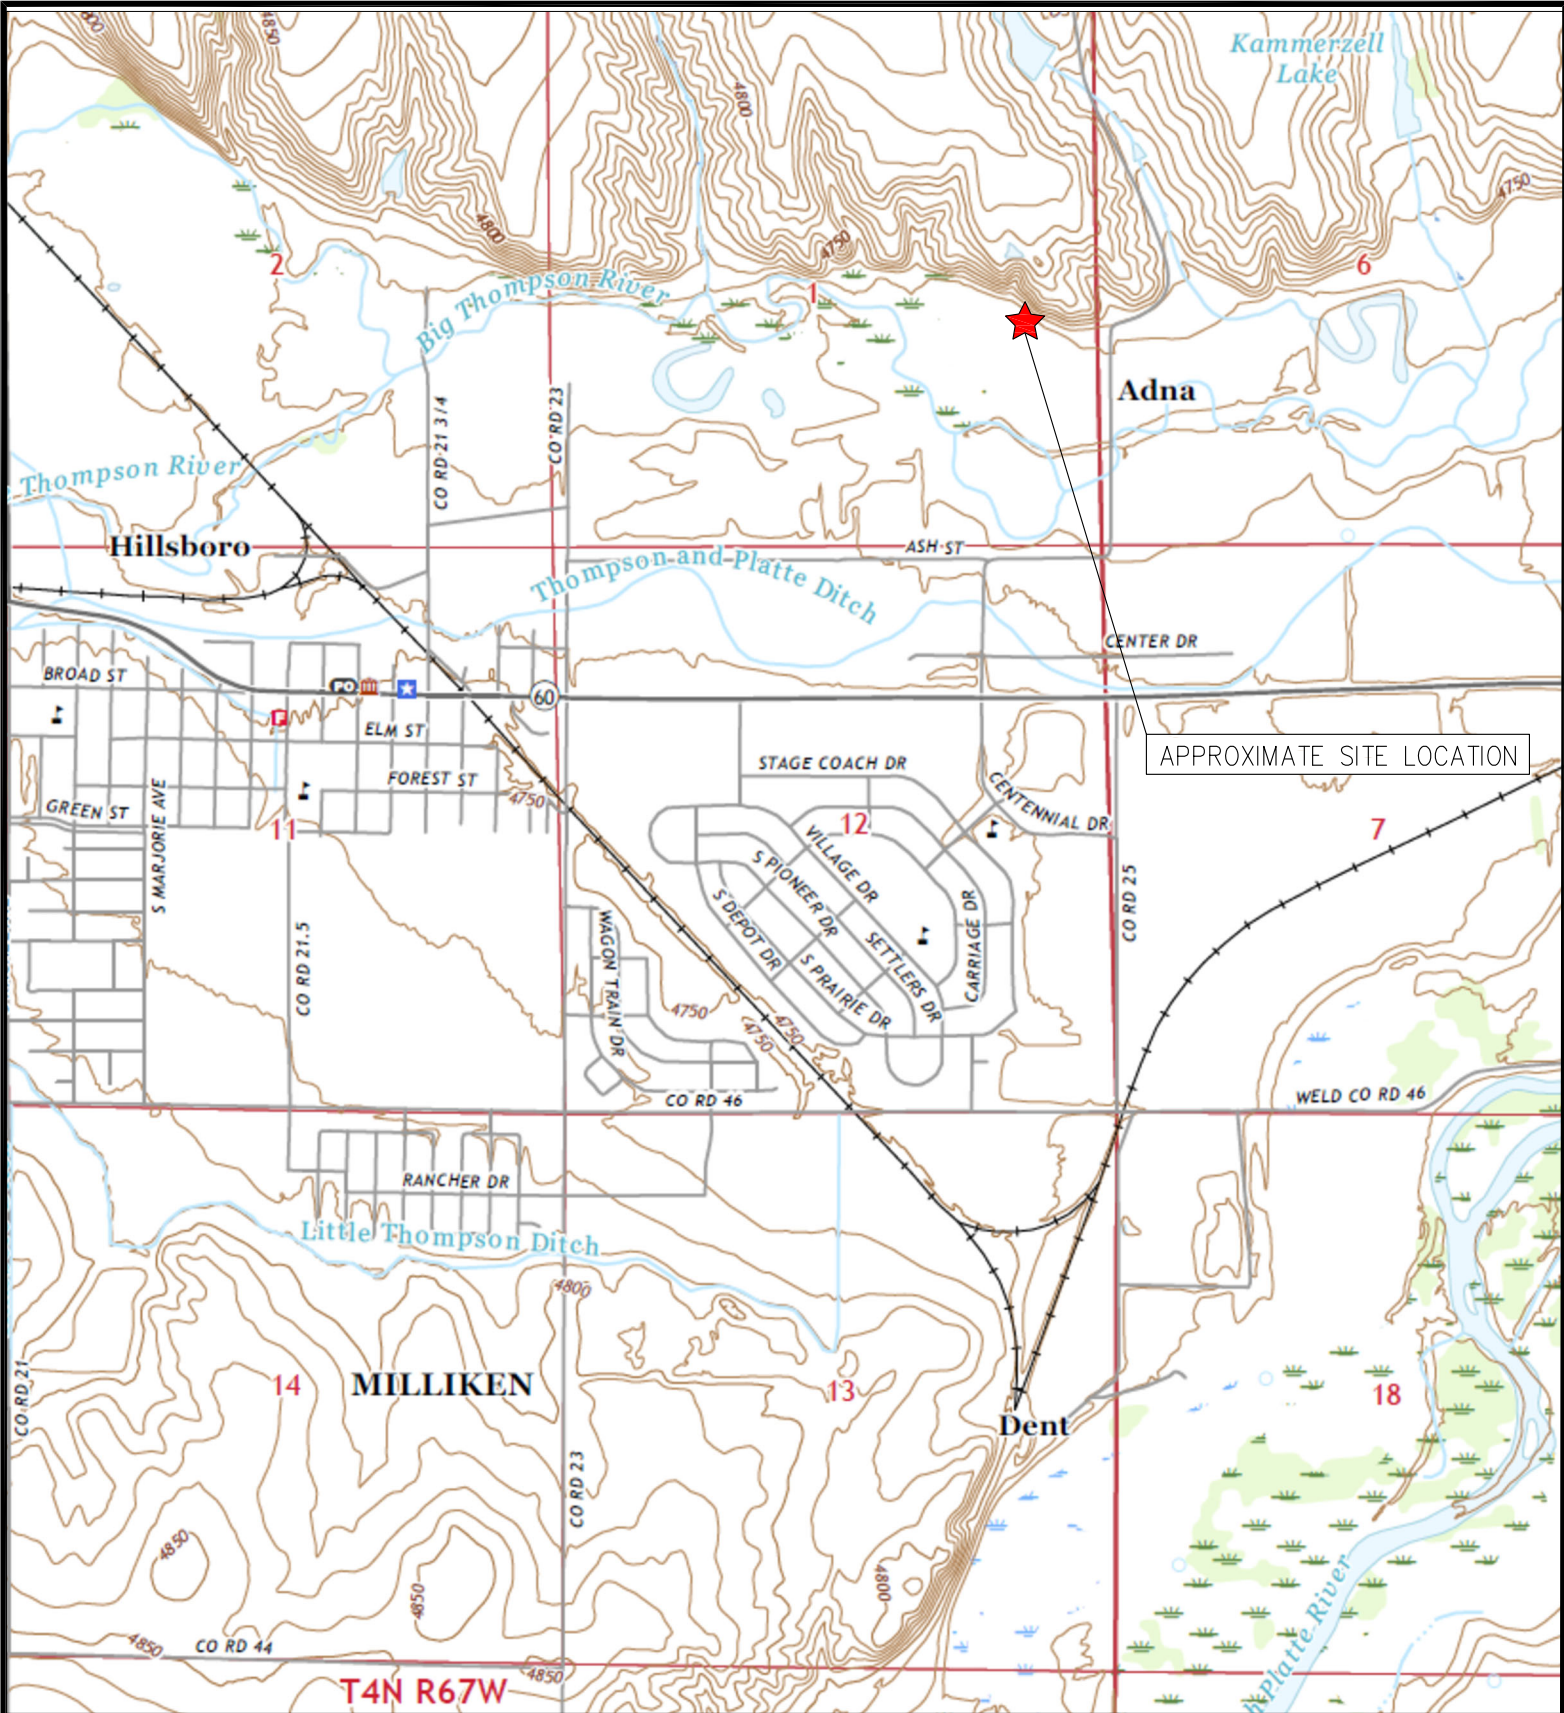 4850
4800
Kammerzell
Lake
4750
4800
4750
2
Big Thompson River
1
6
Adna
CO RD 21 3/4
CO RD 23
Thompson River
Hillsboro
ASH ST
Thompson and Platte Ditch
CENTER DR
BROAD ST
PO
60
ELM ST
APPROXIMATE SITE LOCATION
STAGE COACH DR
FOREST ST
4750
GREEN ST
S MARJORIE AVE
11
12
CENTENNIAL DR
7
VILLAGE DR
S PIONEER DR
S DEPOT DR
SETTLERS DR
S PRAIRIE DR
CARRIAGE DR
CO RD 25
CO RD 21.5
WAGON TRAIN DR
4750
4750
4750
CO RD 46
WELD CO RD 46
RANCHER DR
Little Thompson Ditch
4800
CO RD 21
14
MILLIKEN
13
18
Dent
CO RD 23
4850
4850
4800
4850
CO RD 44
4850
T4N R67W
h Platte River